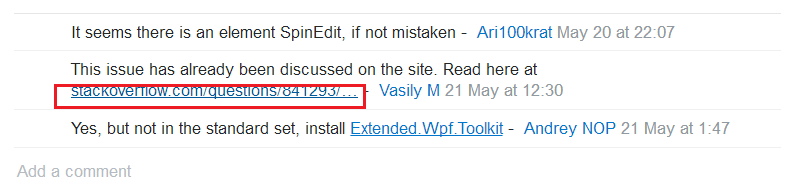 It seems there is an element SpinEdit, if not mistaken - Ari100krat May 20 at 22:07
This issue has already been discussed on the site. Read here at
stackoverflow.com/questions/841293/… - Vasily M 21 May at 12:30
Yes, but not in the standard set, install Extended.Wpf.Toolkit - Andrey NOP 21 May at 1:47
Add a comment